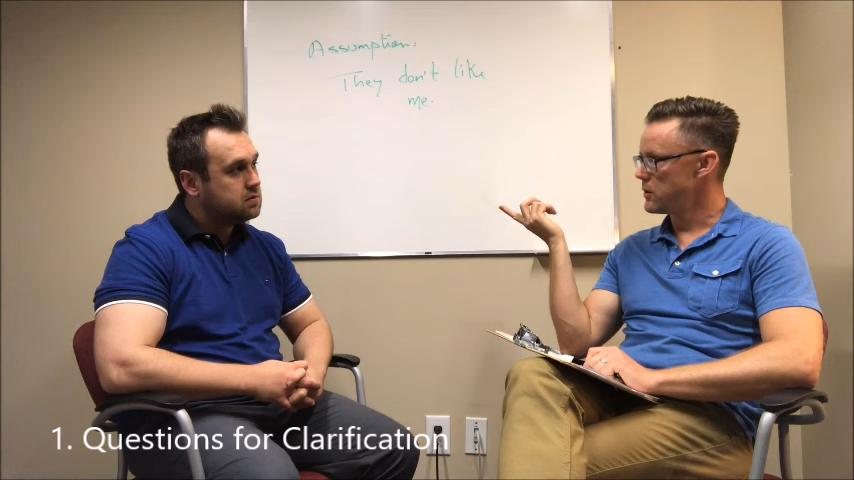 Assumption:
They don't like
me.
1. Questions for Clarification